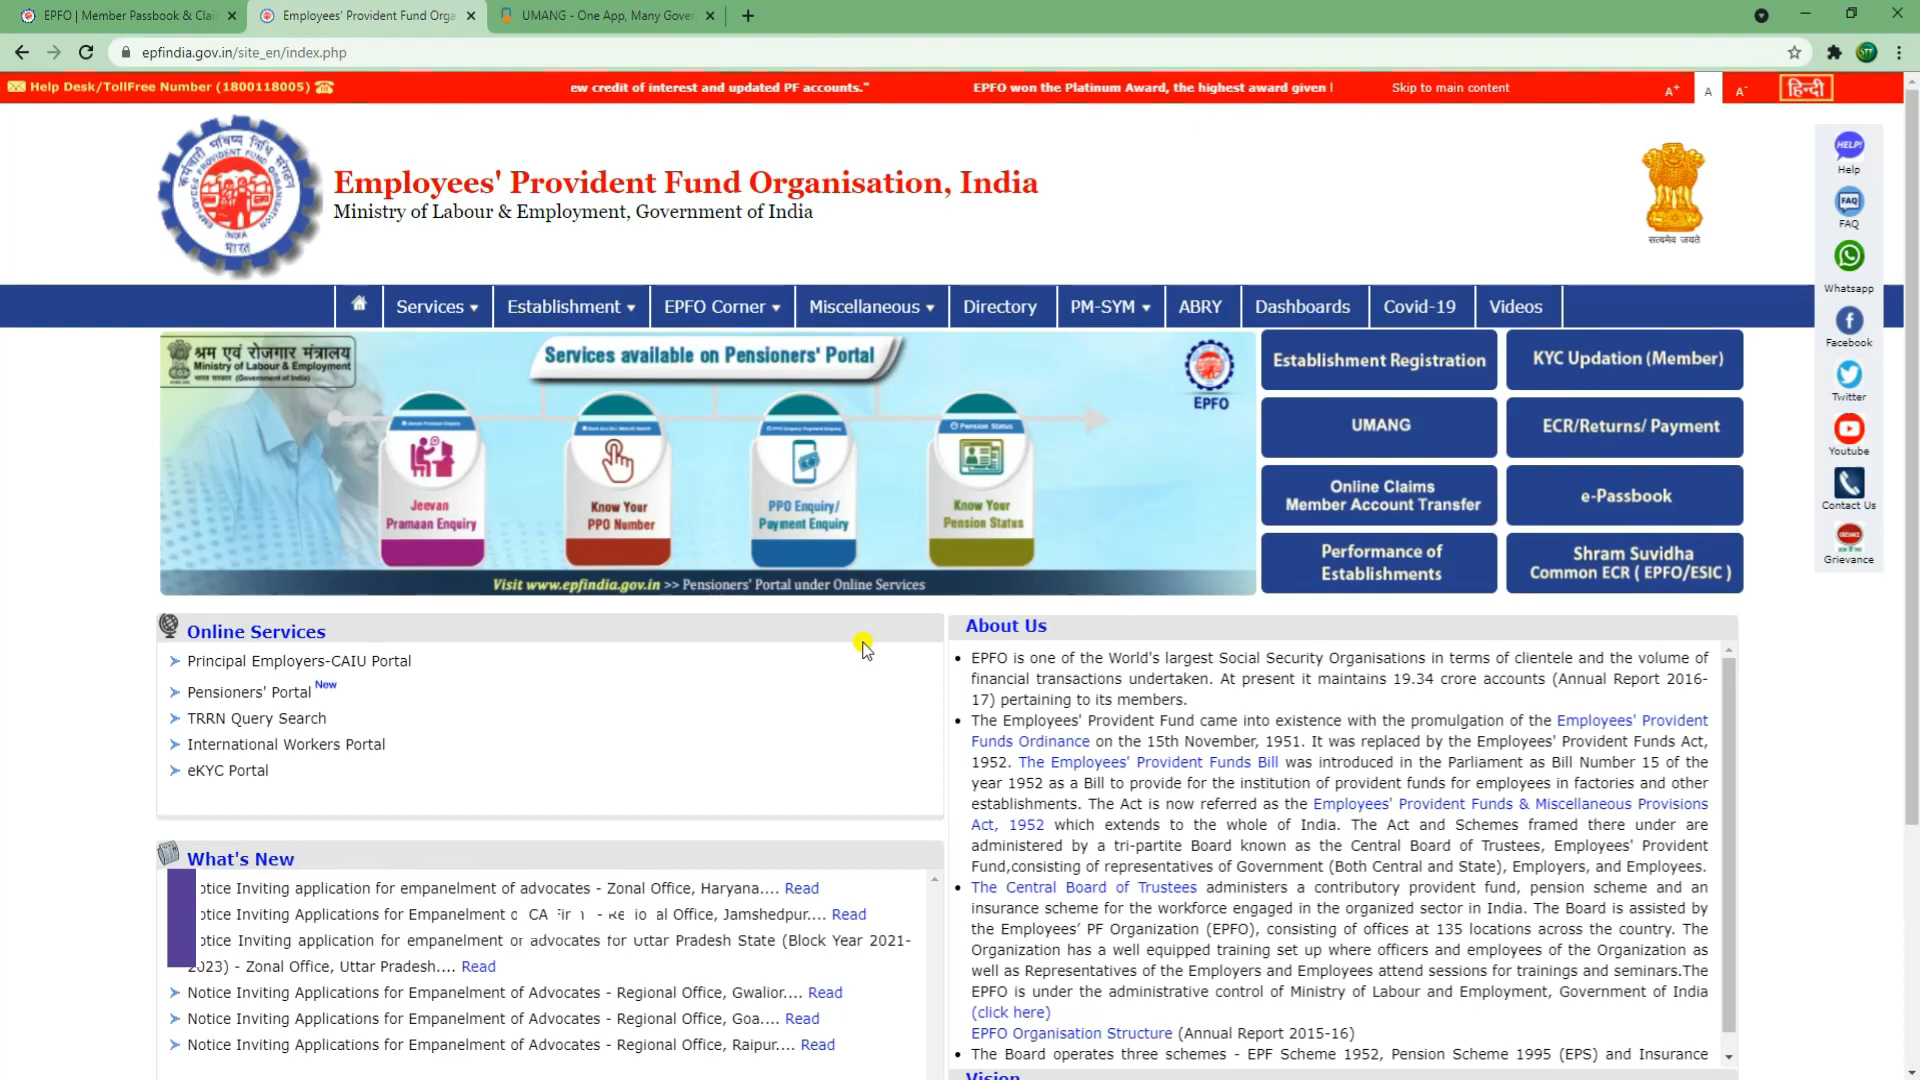 EPFO | Member Passbook & Clai
Employees' Provident Fund Orga
UMANG - One App, Many Gover
epfindia.gov.in/site_en/index.php
Help Desk/TollFree Number (1800118005)
ew credit of interest and updated PF accounts."
EPFO won the Platinum Award, the highest award given
Skip to main content
A+
A
A-
हिन्दी
कर्मचारी भविष्य निधि संगठन
EMPLOYEES' PROVIDENT FUND ORGANISATION
INDIA
भारत
Employees' Provident Fund Organisation, India
Ministry of Labour & Employment, Government of India
सत्यमेव जयते
HELP!
Help
FAQ
FAQ
Whatsapp
Facebook
Twitter
Youtube
Contact Us
Grievance
Services
Establishment
EPFO Corner
Miscellaneous
Directory
PM-SYM
ABRY
Dashboards
Covid-19
Videos
श्रम एवं रोजगार मंत्रालय
Ministry of Labour & Employment
(Government of India)
Services available on Pensioners' Portal
EPFO
Jeevan
Pramaan Enquiry
Know Your
PPO Number
PPO Enquiry/
Payment Enquiry
Pension Status
Know Your
Pension Status
Visit www.epfindia.gov.in >> Pensioners' Portal under Online Services
Establishment Registration
KYC Updation (Member)
UMANG
ECR/Returns/ Payment
Online Claims
Member Account Transfer
e-Passbook
Performance of
Establishments
Shram Suvidha
Common ECR ( EPFO/ESIC )
Online Services
Principal Employers-CAIU Portal
Pensioners' Portal New
TRRN Query Search
International Workers Portal
eKYC Portal
What's New
otice Inviting application for empanelment of advocates - Zonal Office, Haryana.... Read
otice Inviting Applications for Empanelment o CA Office, Jamshedpur.... Read
otice Inviting application for empanelment of advocates for Uttar Pradesh State (Block Year 2021-
2023) - Zonal Office, Uttar Pradesh.... Read
Notice Inviting Applications for Empanelment of Advocates - Regional Office, Gwalior.... Read
Notice Inviting Applications for Empanelment of Advocates - Regional Office, Goa.... Read
Notice Inviting Applications for Empanelment of Advocates - Regional Office, Raipur.... Read
About Us
EPFO is one of the World's largest Social Security Organisations in terms of clientele and the volume of
financial transactions undertaken. At present it maintains 19.34 crore accounts (Annual Report 2016-
17) pertaining to its members.
The Employees' Provident Fund came into existence with the promulgation of the Employees' Provident
Funds Ordinance on the 15th November, 1951. It was replaced by the Employees' Provident Funds Act,
1952. The Employees' Provident Funds Bill was introduced in the Parliament as Bill Number 15 of the
year 1952 as a Bill to provide for the institution of provident funds for employees in factories and other
establishments. The Act is now referred as the Employees' Provident Funds & Miscellaneous Provisions
Act, 1952 which extends to the whole of India. The Act and Schemes framed there under are
administered by a tri-partite Board known as the Central Board of Trustees, Employees' Provident
Fund,consisting of representatives of Government (Both Central and State), Employers, and Employees.
The Central Board of Trustees administers a contributory provident fund, pension scheme and an
insurance scheme for the workforce engaged in the organized sector in India. The Board is assisted by
the Employees' PF Organization (EPFO), consisting of offices at 135 locations across the country. The
Organization has a well equipped training set up where officers and employees of the Organization as
well as Representatives of the Employers and Employees attend sessions for trainings and seminars.The
EPFO is under the administrative control of Ministry of Labour and Employment, Government of India
(click here)
EPFO Organisation Structure (Annual Report 2015-16)
The Board operates three schemes - EPF Scheme 1952, Pension Scheme 1995 (EPS) and Insurance
Vision